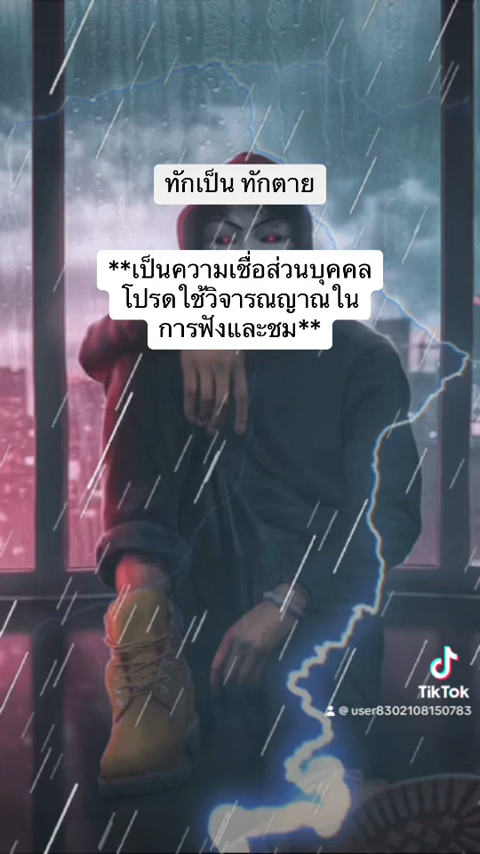 ทักเป็น ทักตาย
**เป็นความเชื่อส่วนบุคคล
โปรดใช้วิจารณญาณใน
การฟังและชม**
TikTok
@user8302108150783